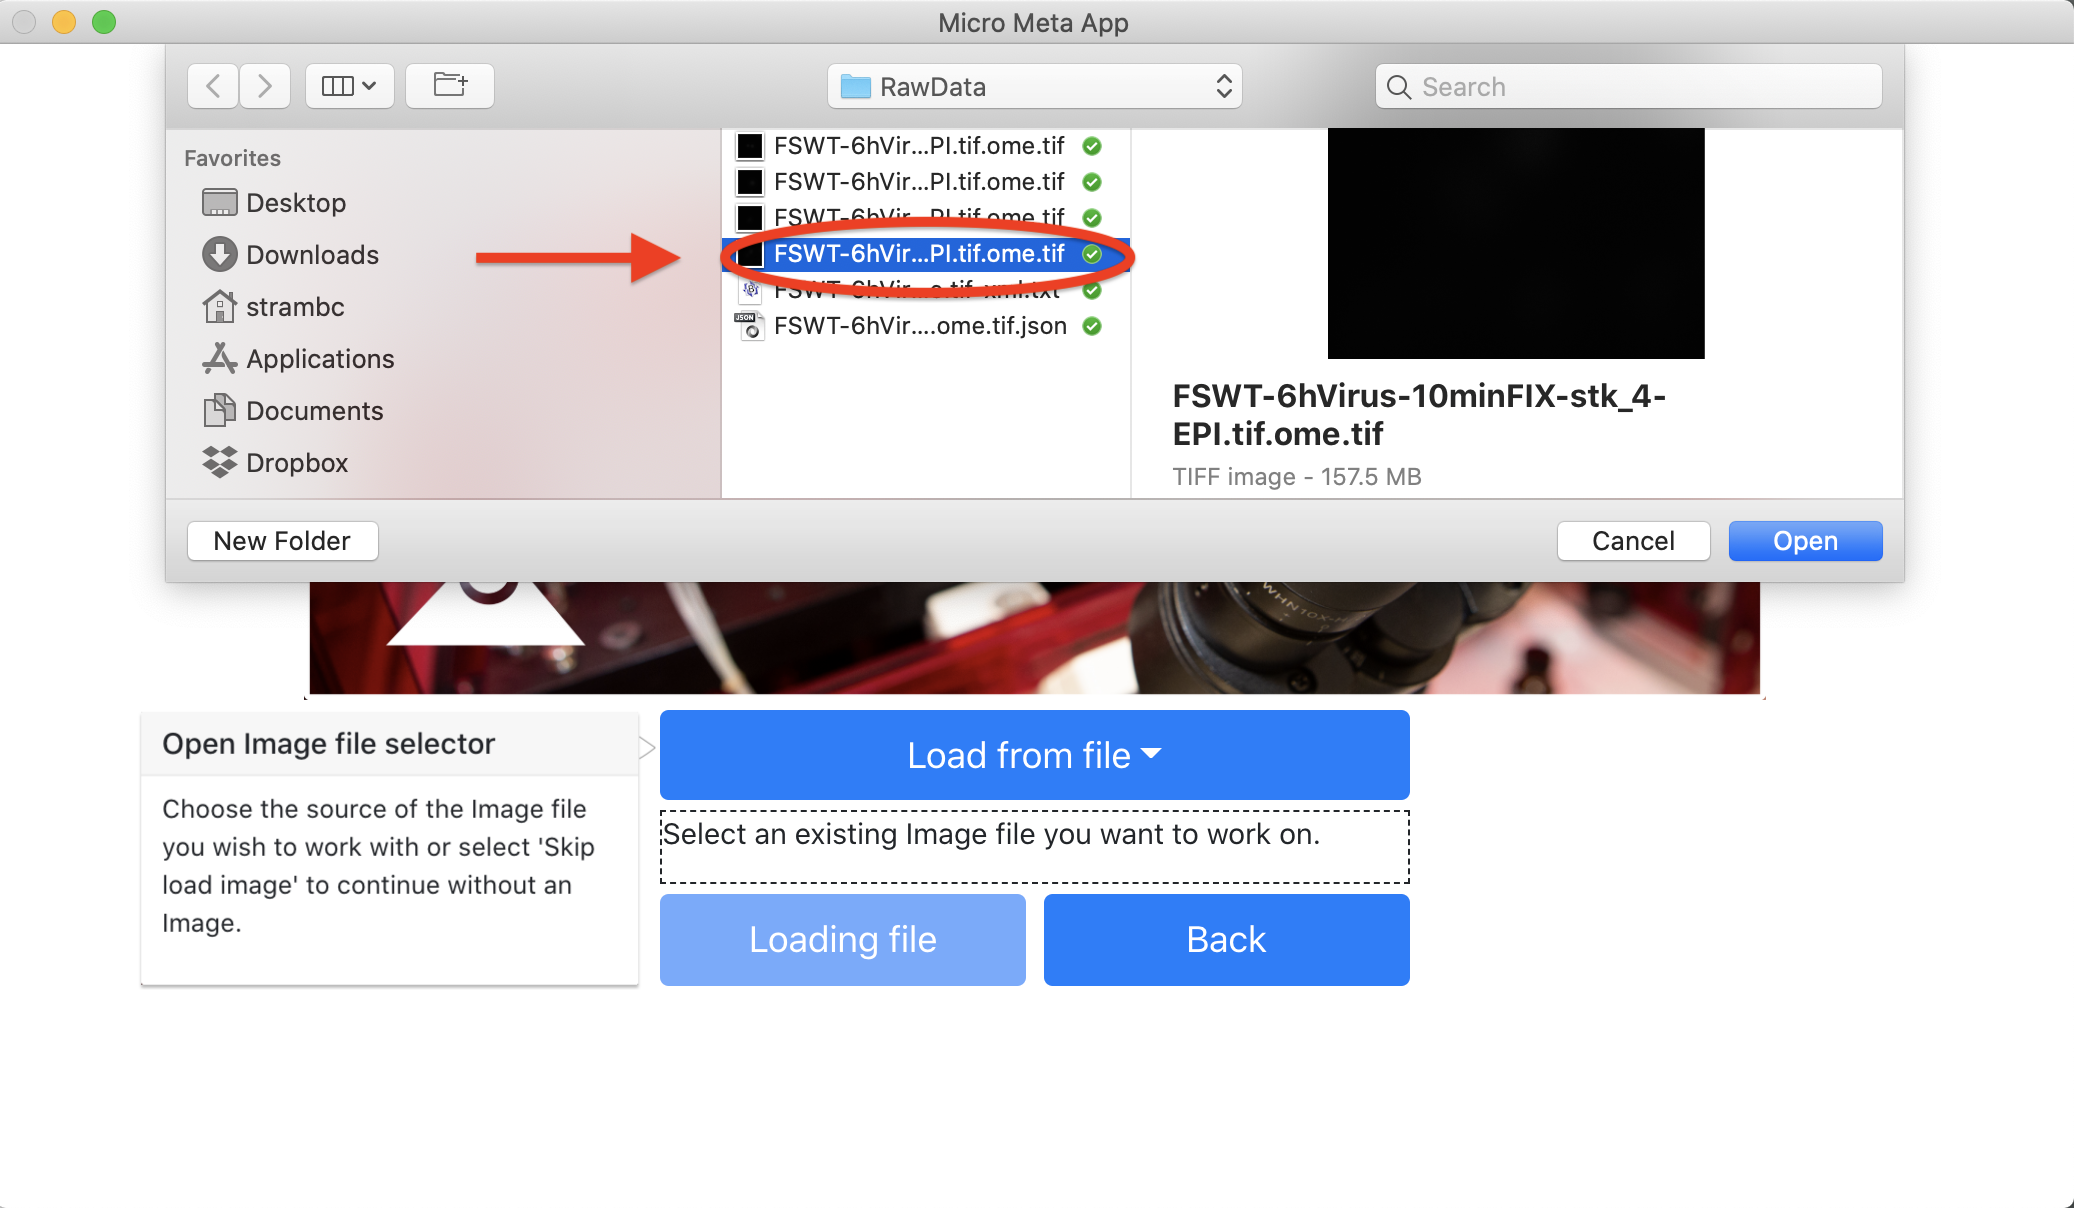 Micro Meta App
RawData
Search
Favorites
Desktop
Downloads
strambc
Applications
Documents
Dropbox
FSWT-6hVir...PI.tif.ome.tif
FSWT-6hVir...PI.tif.ome.tif
FSWT-6hVir...PI.tif.ome.tif
FSWT-6hVir...PI.tif.ome.tif
FSWT-6hVir...e.tif-xml.txt
JSON
FSWT-6hVir....ome.tif.json
FSWT-6hVirus-10minFIX-stk_4-
EPI.tif.ome.tif
TIFF image - 157.5 MB
New Folder
Cancel
Open
Open Image file selector
Choose the source of the Image file
you wish to work with or select 'Skip
load image' to continue without an
Image.
Load from file
Select an existing Image file you want to work on.
Loading file
Back